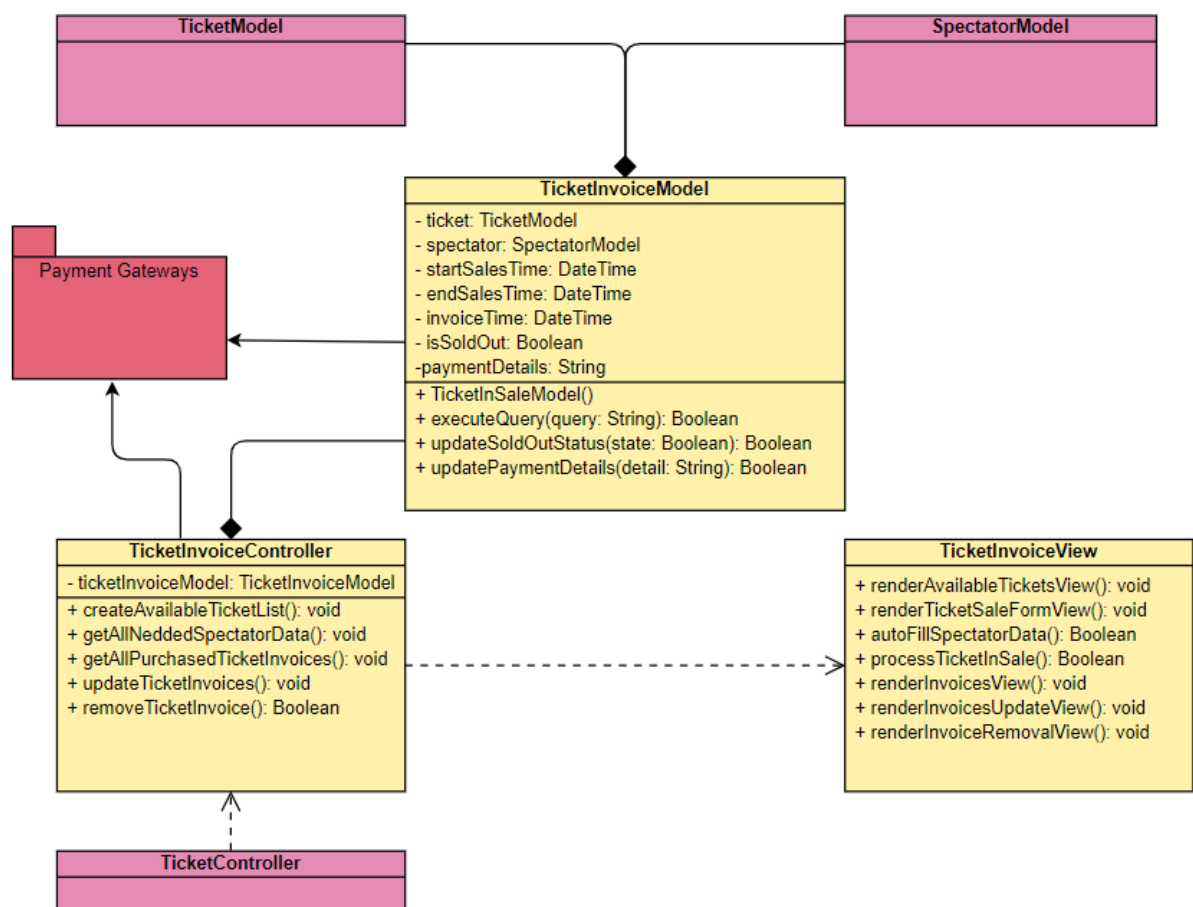 TicketModel
SpectatorModel
TicketInvoiceModel
- ticket: TicketModel
- spectator: SpectatorModel
- startSalesTime: DateTime
- endSalesTime: DateTime
- invoiceTime: DateTime
- isSoldOut: Boolean
-paymentDetails: String
+ TicketInSaleModel()
+ executeQuery(query: String): Boolean
+ updateSoldOutStatus(state: Boolean): Boolean
+ updatePaymentDetails(detail: String): Boolean
Payment Gateways
TicketInvoiceController
- ticketInvoiceModel: TicketInvoiceModel
+ createAvailableTicketList(): void
+ getAllNeddedSpectatorData(): void
+ getAllPurchasedTicketInvoices(): void
+ updateTicketInvoices(): void
+ removeTicketInvoice(): Boolean
TicketInvoiceView
+ renderAvailableTicketsView(): void
+ renderTicketSaleFormView(): void
+ autoFillSpectatorData(): Boolean
+ processTicketInSale(): Boolean
+ renderInvoicesView(): void
+ renderInvoicesUpdateView(): void
+ renderInvoiceRemovalView(): void
TicketController